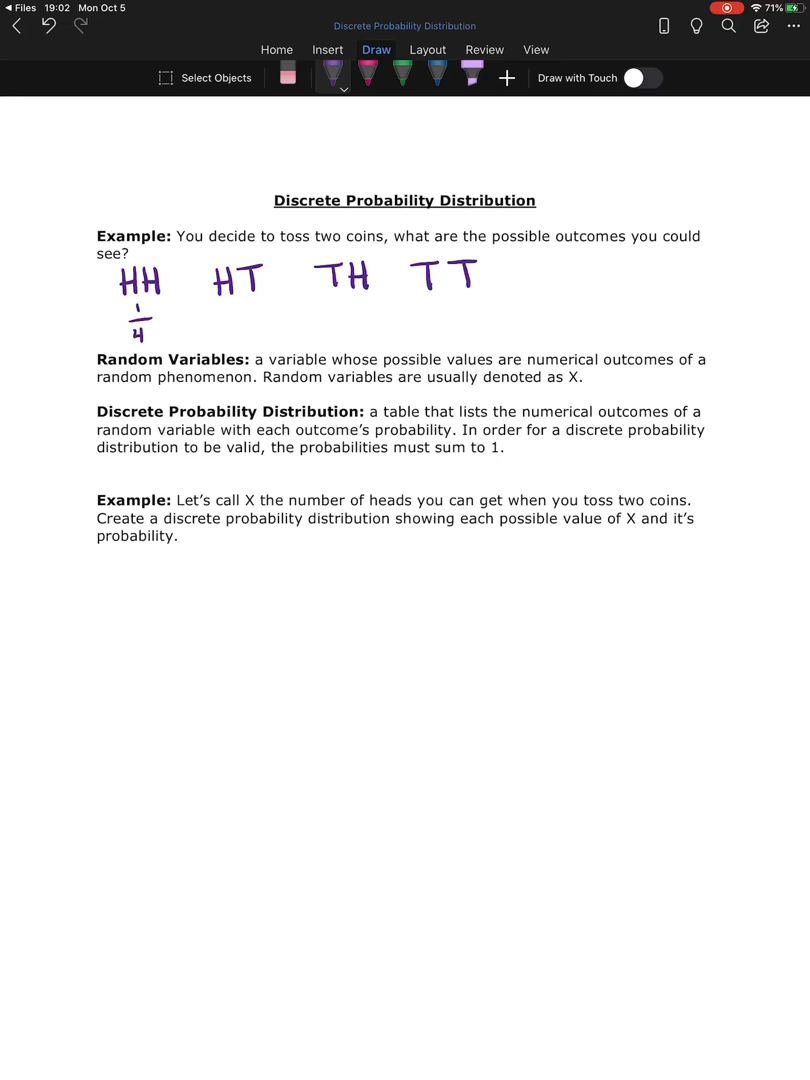 Files 19:02 Mon Oct 5 71%
Discrete Probability Distribution
Home Insert Draw Layout Review View
Select Objects Draw with Touch
Discrete Probability Distribution
Example: You decide to toss two coins, what are the possible outcomes you could
see?
HH HT TH TT
1
4
Random Variables: a variable whose possible values are numerical outcomes of a
random phenomenon. Random variables are usually denoted as X.
Discrete Probability Distribution: a table that lists the numerical outcomes of a
random variable with each outcome's probability. In order for a discrete probability
distribution to be valid, the probabilities must sum to 1.
Example: Let's call X the number of heads you can get when you toss two coins.
Create a discrete probability distribution showing each possible value of X and it's
probability.